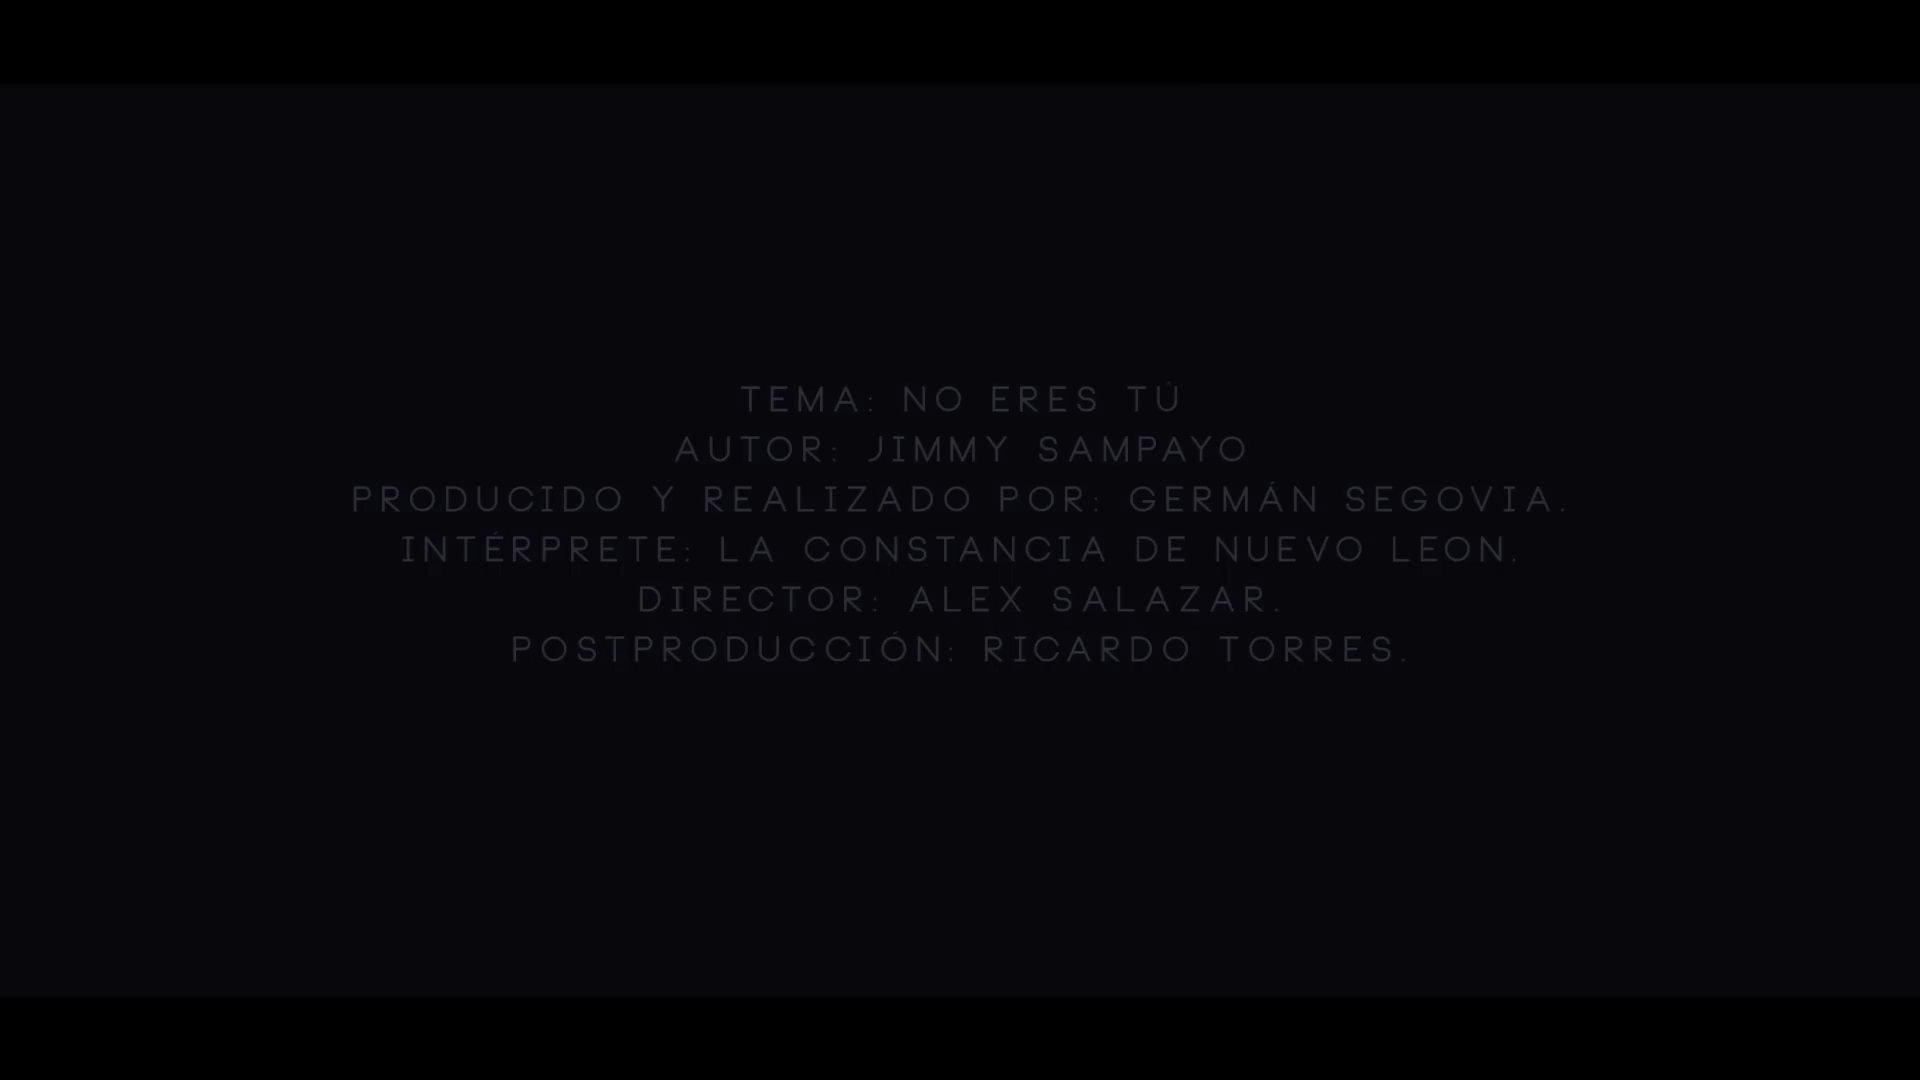 TEMA: NO ERES TÚ
AUTOR: JIMMY SAMPAYO
PRODUCIDO Y REALIZADO POR: GERMÁN SEGOVIA.
INTÉRPRETE: LA CONSTANCIA DE NUEVO LEON.
DIRECTOR: ALEX SALAZAR.
POSTPRODUCCIÓN: RICARDO TORRES.